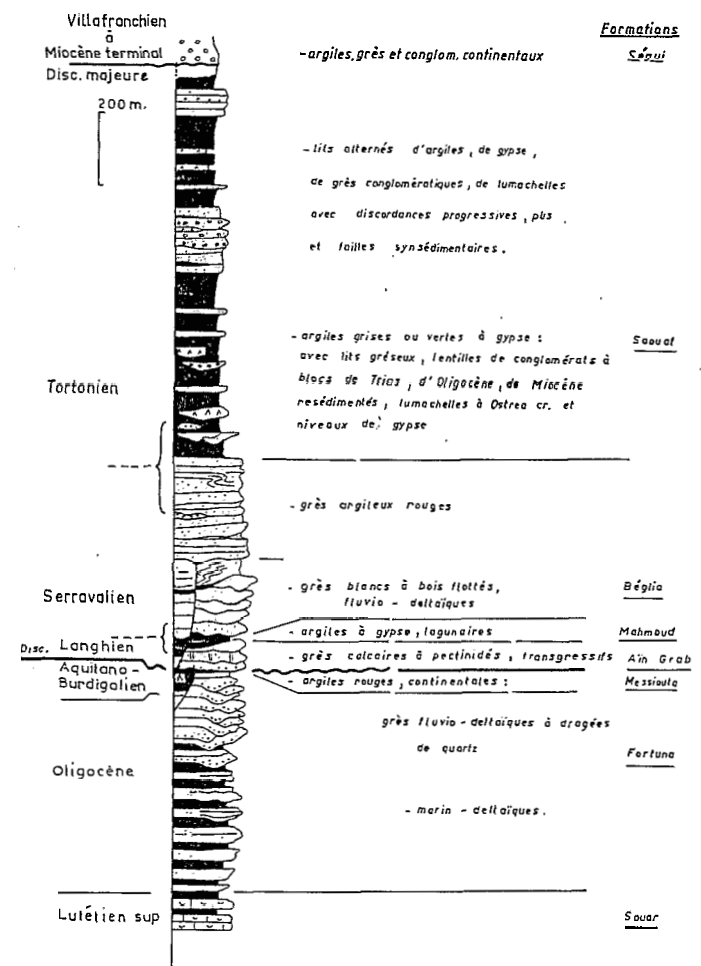 Villafranchien
à
Miocène terminal
Formations
-argiles, grès et conglom. continentaux
Ségui
Disc. majeure
200 m.
-lits alternés d'argiles, de gypse,
de grès conglomératiques, de lumachelles
avec discordances progressives, plis
et failles synsédimentaires.
-argiles grises ou vertes à gypse :
avec lits gréseux, lentilles de conglomérats à
blocs de Trias, d'Oligocène, de Miocène
resédimentés, lumachelles à Ostrea cr. et
niveaux de gypse
Saouaf
Tortonien
- grès argileux rouges
Serravalien
- grès blancs à bois flottés,
fluvio - deltaïques
Béglia
- argiles à gypse, lagunaires
Mahmoud
Disc. Langhien
- grès calcaires à pectinidés, transgressifs
Aïn Grab
Aquitano-
Burdigalien
- argiles rouges, continentales :
Messiouta
grès fluvio-deltaïques à dragées
de quartz
Fortuna
Oligocène
- marin - deltaïques.
Lutétien sup
Souar